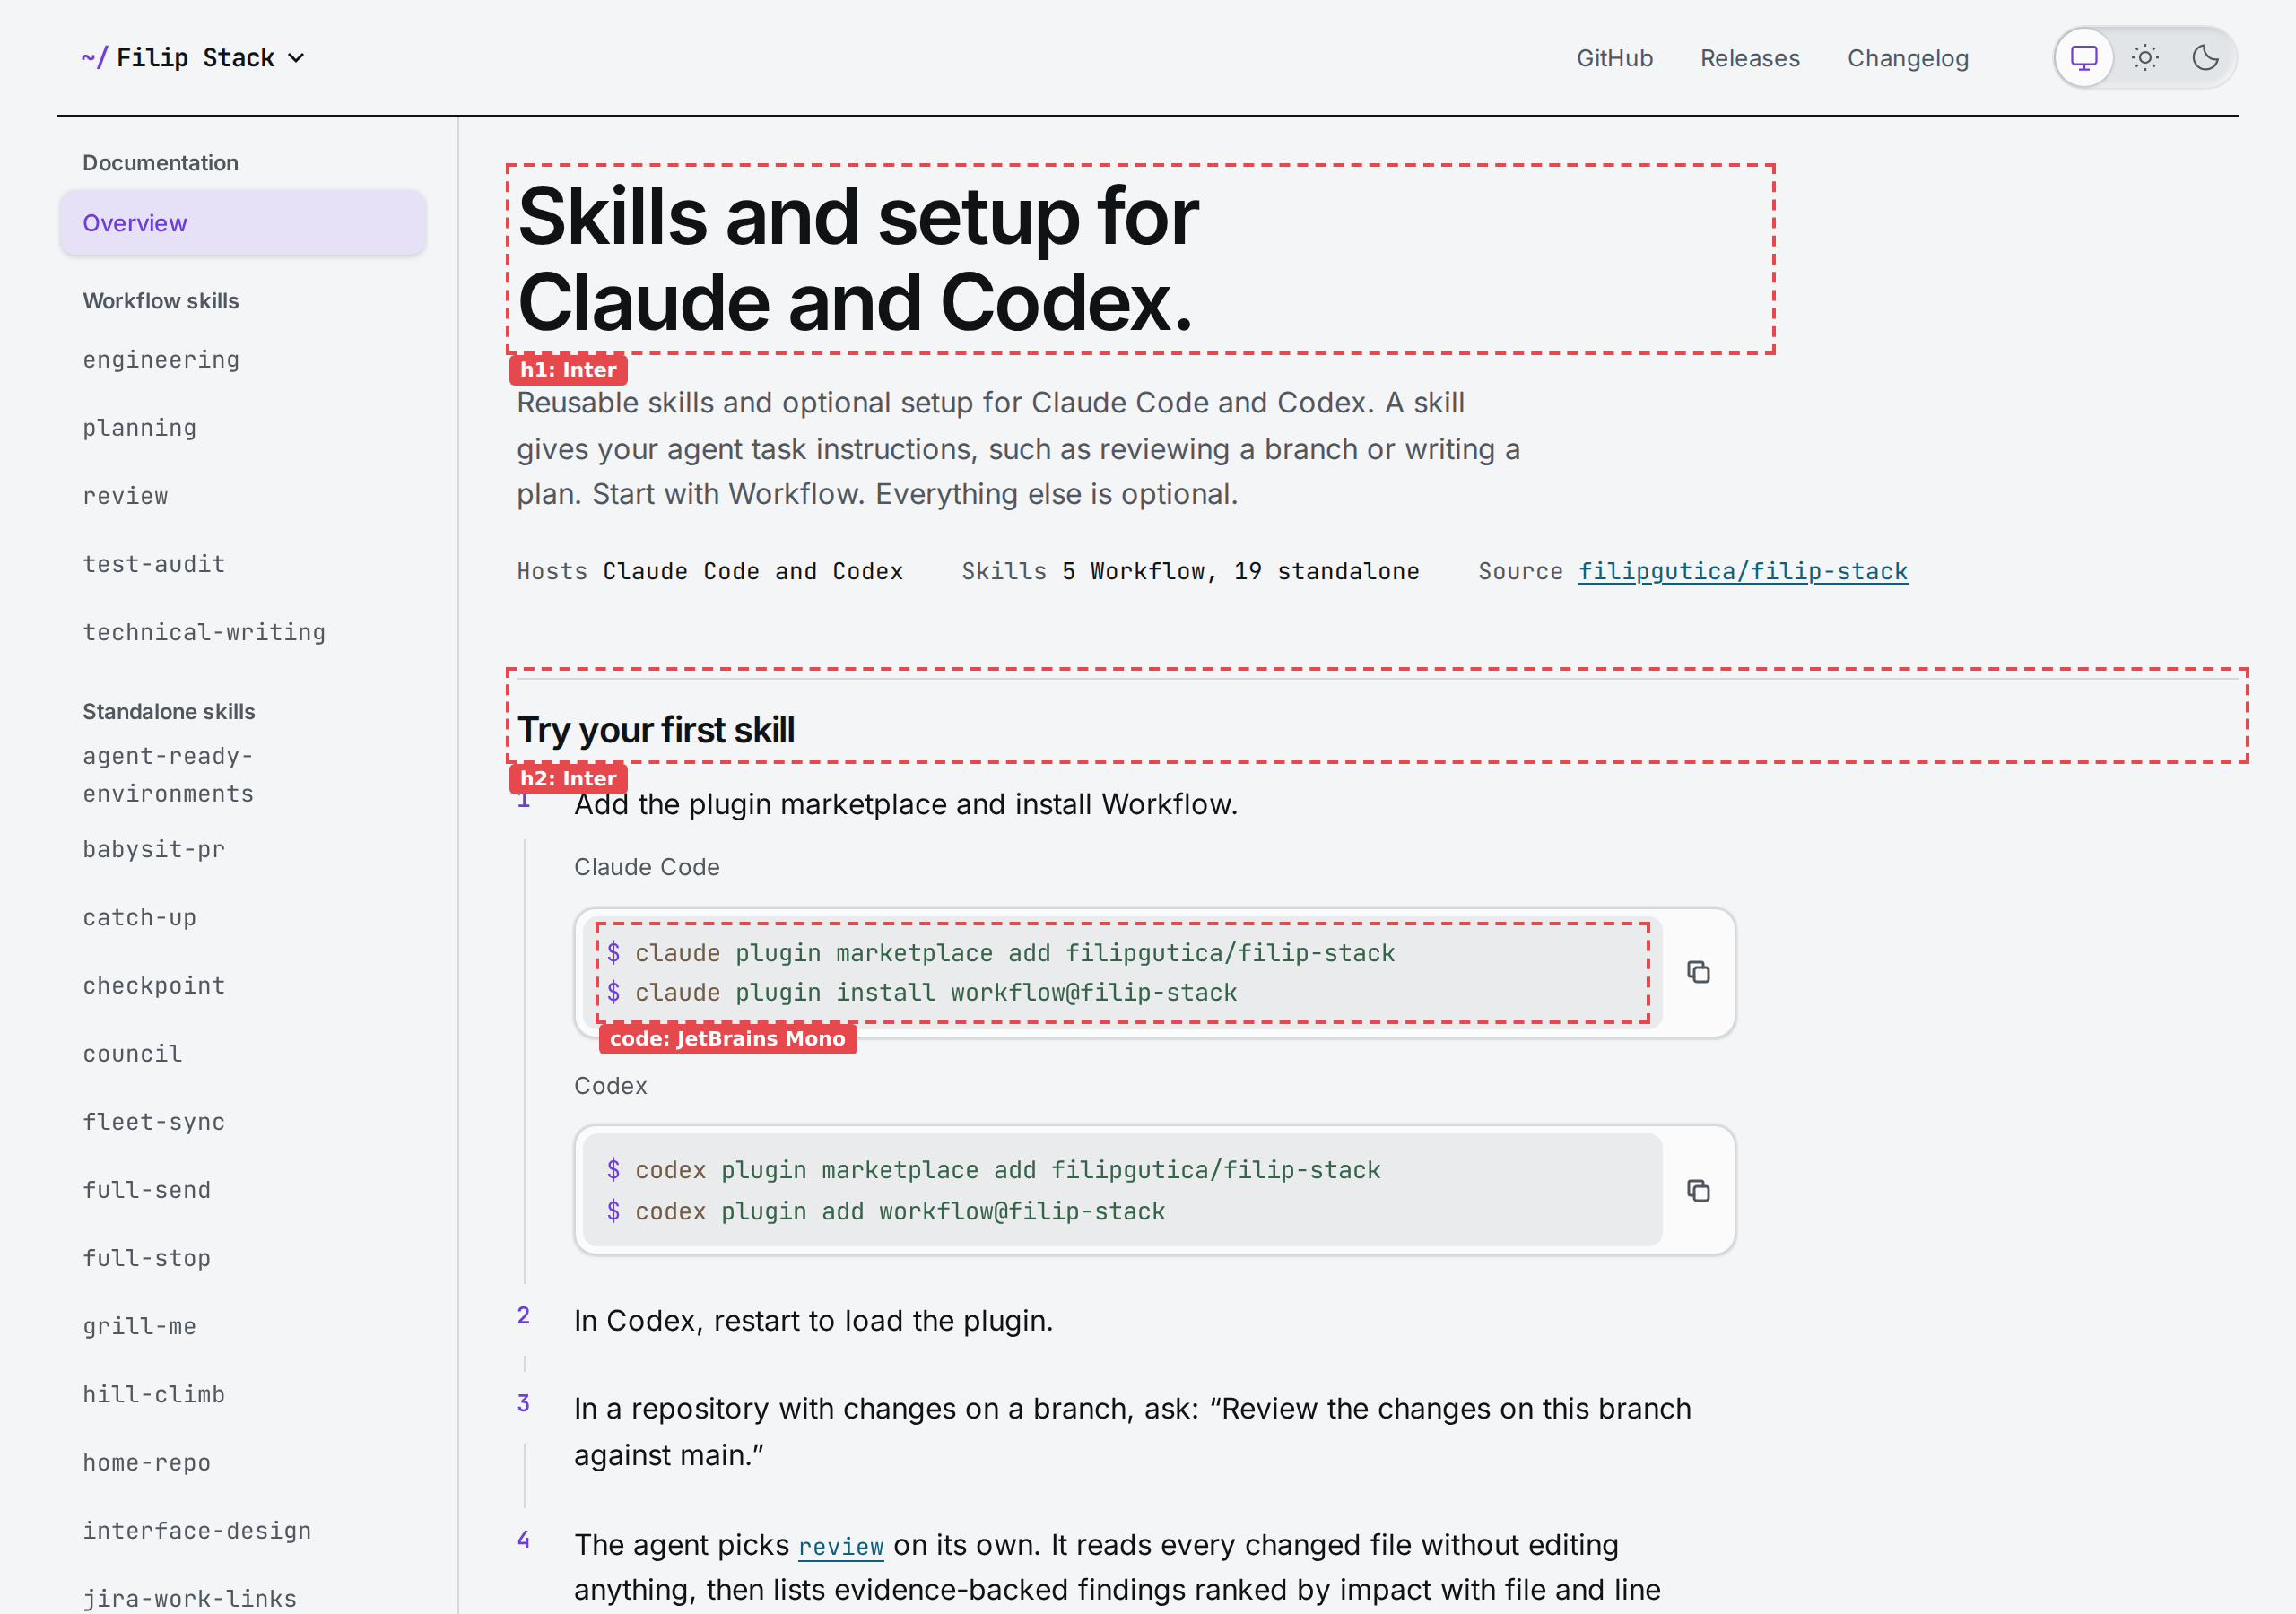 ~/ Filip Stack
GitHub Releases Changelog
Documentation
Overview
Workflow skills
engineering
planning
review
test-audit
technical-writing
Standalone skills
agent-ready-
environments
babysit-pr
catch-up
checkpoint
council
fleet-sync
full-send
full-stop
grill-me
hill-climb
home-repo
interface-design
jira-work-links
Skills and setup for
Claude and Codex.
h1: Inter
Reusable skills and optional setup for Claude Code and Codex. A skill
gives your agent task instructions, such as reviewing a branch or writing a
plan. Start with Workflow. Everything else is optional.
Hosts Claude Code and Codex Skills 5 Workflow, 19 standalone Source filipgutica/filip-stack
Try your first skill
h2: Inter
1 Add the plugin marketplace and install Workflow.
Claude Code
$ claude plugin marketplace add filipgutica/filip-stack
$ claude plugin install workflow@filip-stack
code: JetBrains Mono
Codex
$ codex plugin marketplace add filipgutica/filip-stack
$ codex plugin add workflow@filip-stack
2 In Codex, restart to load the plugin.
3 In a repository with changes on a branch, ask: “Review the changes on this branch
against main.”
4 The agent picks review on its own. It reads every changed file without editing
anything, then lists evidence-backed findings ranked by impact with file and line